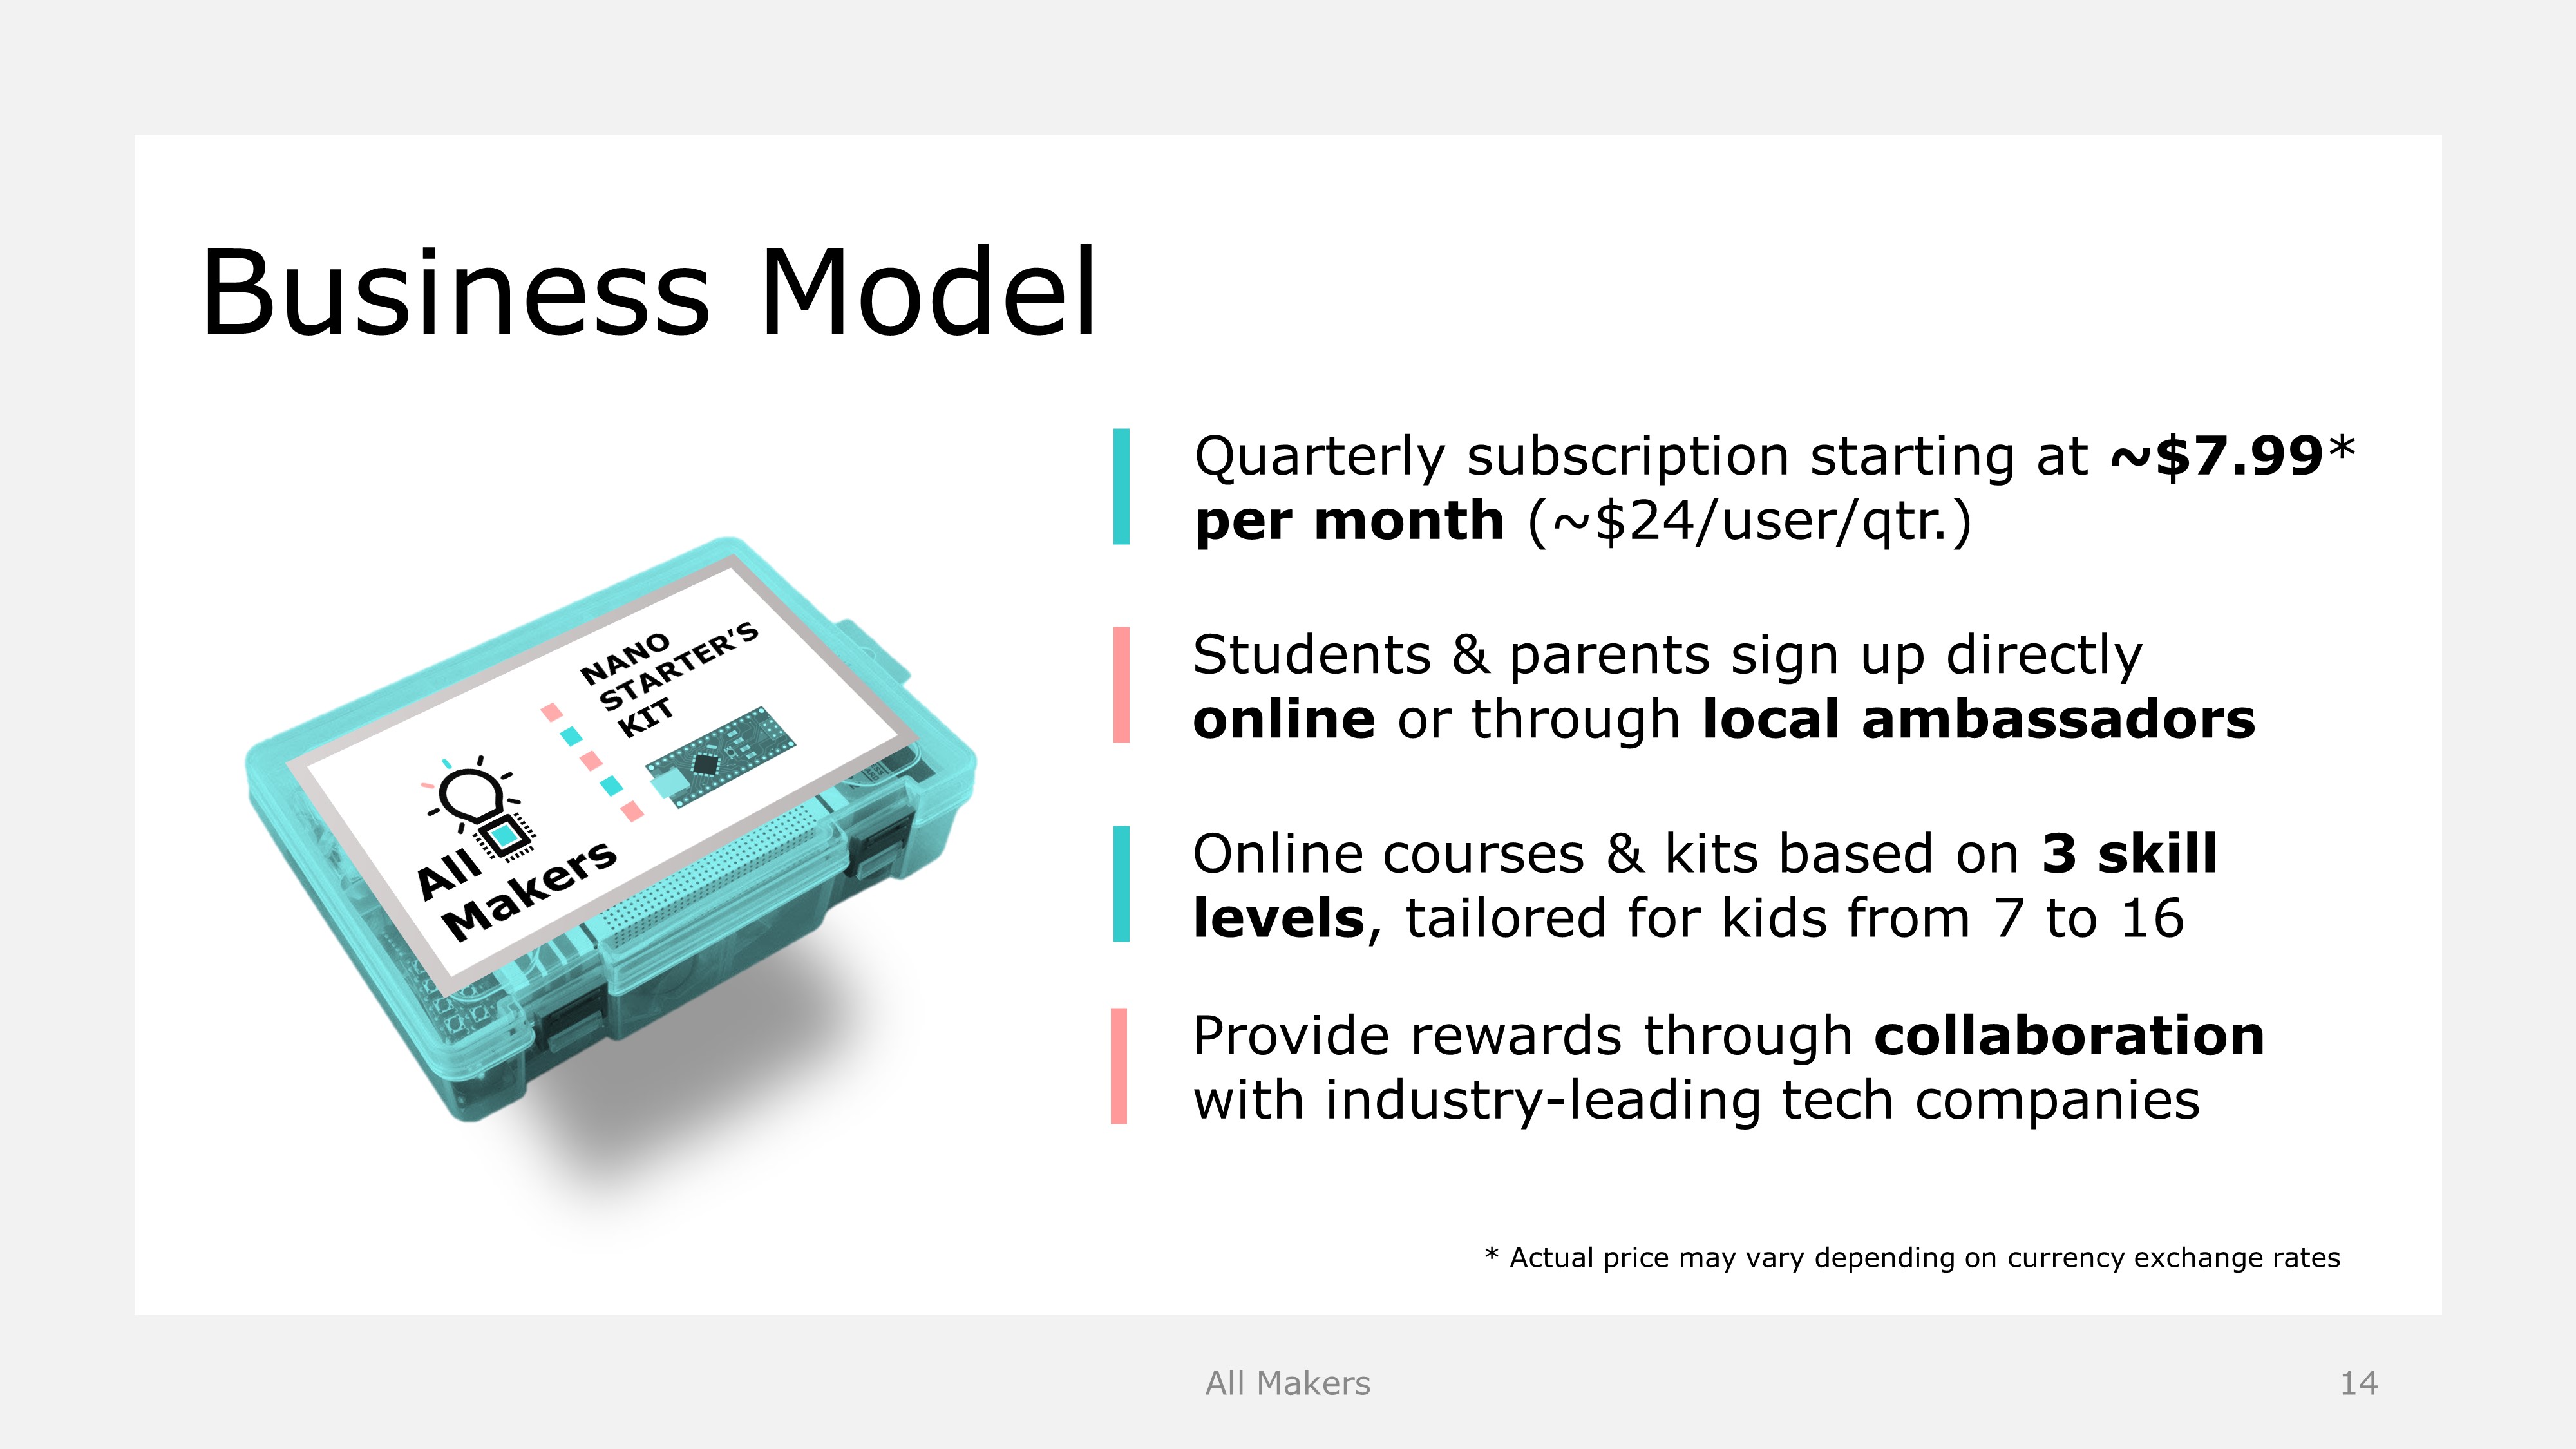 Business Model
NANO
STARTER'S
KIT
All
Makers
Quarterly subscription starting at ~$7.99*
per month (~$24/user/qtr.)
Students & parents sign up directly
online or through local ambassadors
Online courses & kits based on 3 skill
levels, tailored for kids from 7 to 16
Provide rewards through collaboration
with industry-leading tech companies
* Actual price may vary depending on currency exchange rates
All Makers
14